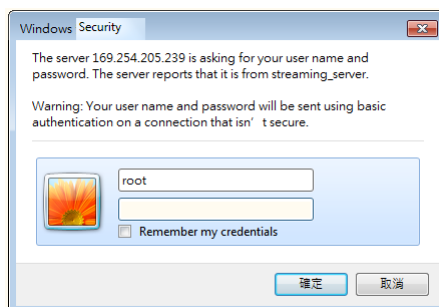 Windows Security
The server 169.254.205.239 is asking for your user name and
password. The server reports that it is from streaming_server.
Warning: Your user name and password will be sent using basic
authentication on a connection that isn' t secure.
root
Remember my credentials
確定 取消